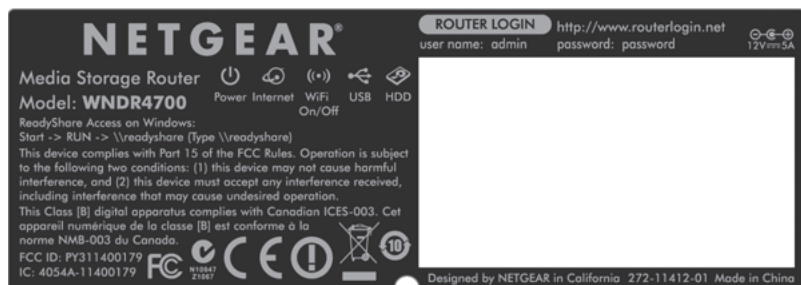 NETGEAR®
ROUTER LOGIN http://www.routerlogin.net
user name: admin password: password
12V 5A
Media Storage Router
Model: WNDR4700
Power Internet WiFi On/Off USB HDD
ReadyShare Access on Windows:
Start -> RUN -> \\readyshare (Type \\readyshare)
This device complies with Part 15 of the FCC Rules. Operation is subject
to the following two conditions: (1) this device may not cause harmful
interference, and (2) this device must accept any interference received,
including interference that may cause undesired operation.
This Class [B] digital apparatus complies with Canadian ICES-003. Cet
appareil numérique de la classe [B] est conforme à la
norme NMB-003 du Canada.
FCC ID: PY311400179
IC: 4054A-11400179
FC
N10947
Z1067
CE
10
Designed by NETGEAR in California 272-11412-01 Made in China